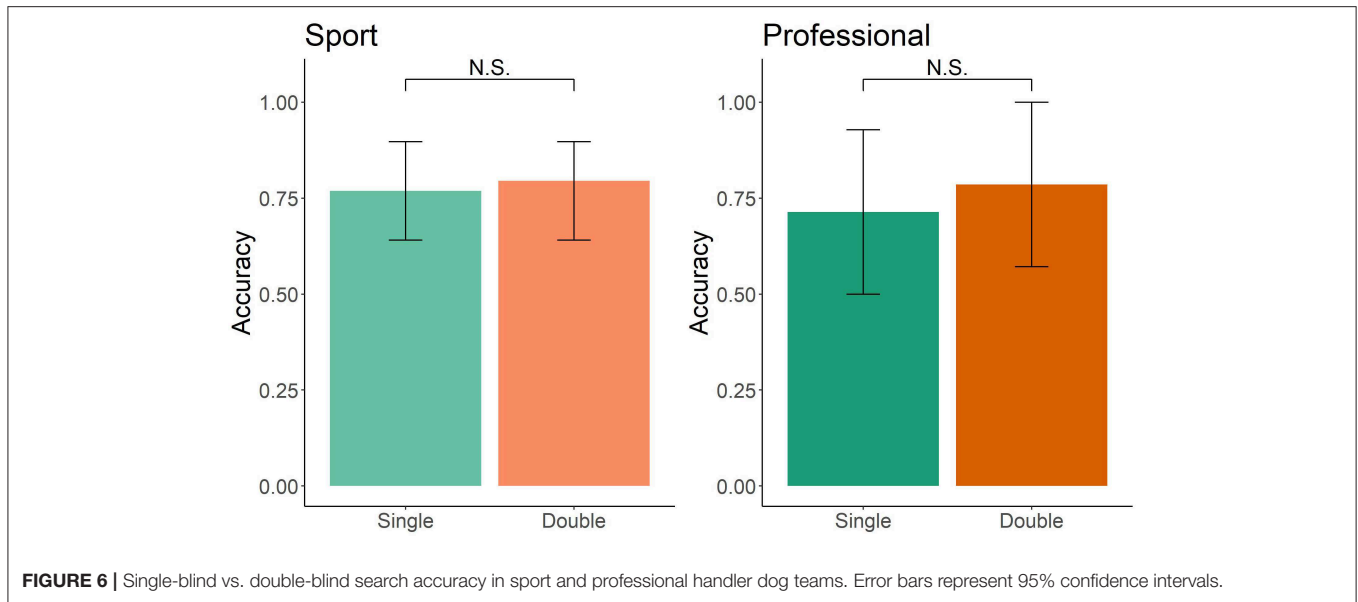 Sport
N.S.
1.00
0.75
0.50
0.25
0.00
Accuracy
Single
Double
Professional
N.S.
1.00
0.75
0.50
0.25
0.00
Accuracy
Single
Double
FIGURE 6 | Single-blind vs. double-blind search accuracy in sport and professional handler dog teams. Error bars represent 95% confidence intervals.